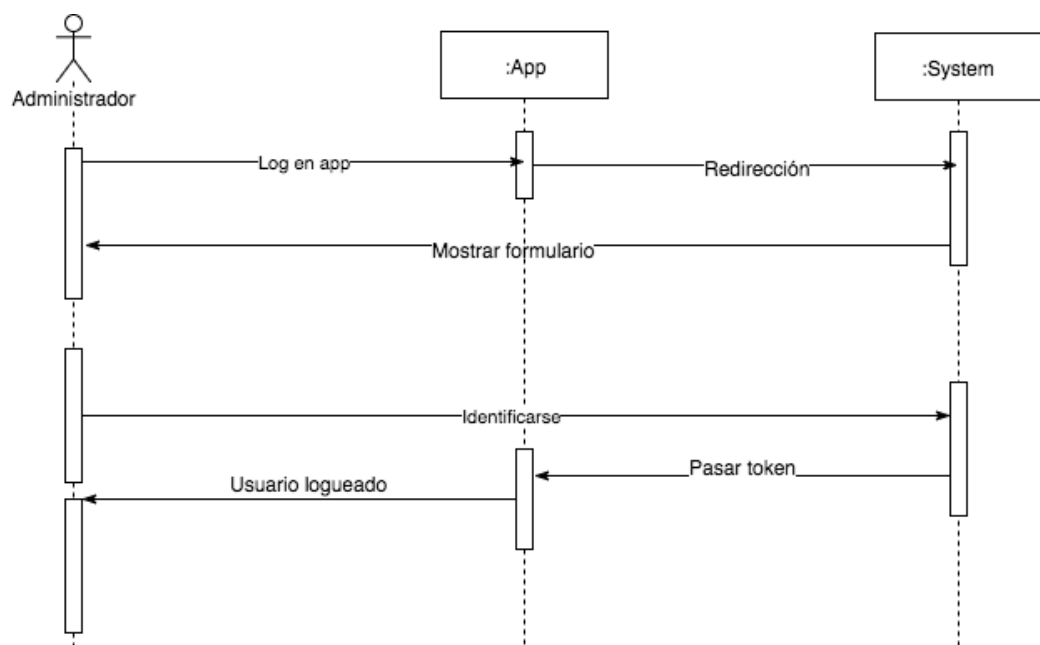 Administrador
:App
:System
Log en app
Redirección
Mostrar formulario
Identificarse
Pasar token
Usuario logueado